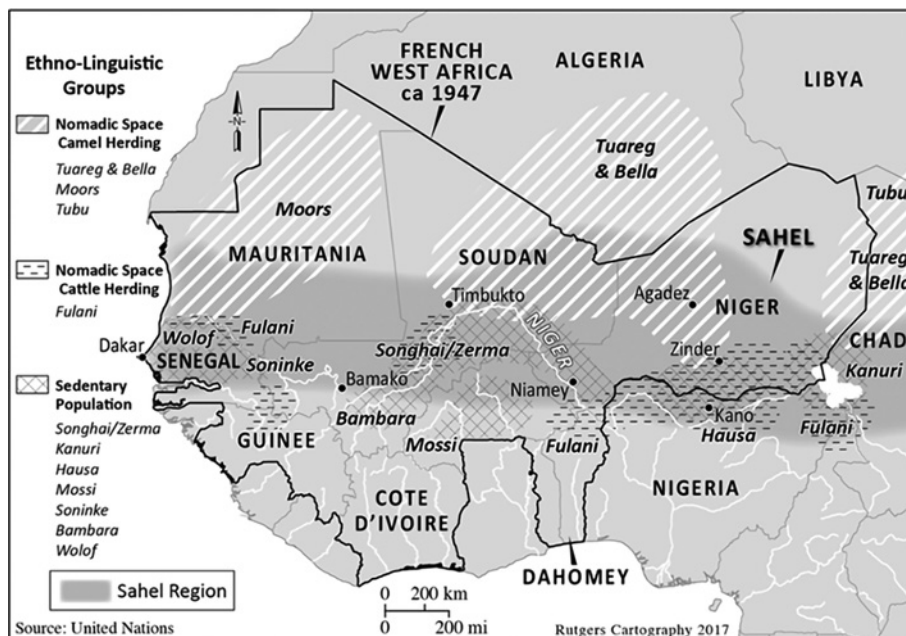 Ethno-Linguistic
Groups
Nomadic Space
Camel Herding
Tuareg & Bella
Moors
Tubu
Nomadic Space
Cattle Herding
Fulani
Sedentary
Population
Songhai/Zerma
Kanuri
Hausa
Mossi
Soninke
Bambara
Wolof
Sahel Region
Source: United Nations
FRENCH
WEST AFRICA
ca 1947
ALGERIA
LIBYA
-N-
Tuareg
& Bella
Tubu
Moors
MAURITANIA
SOUDAN
SAHEL
Tuareg
& Bella
Timbukto
Agadez
NIGER
NIGER
Dakar
Wolof
Fulani
SENEGAL
Soninke
Songhai/Zerma
Zinder
CHAD
Kanuri
Bamako
Niamey
Bambara
Kano
Hausa
Fulani
GUINEE
Mossi
Fulani
NIGERIA
COTE
D'IVOIRE
DAHOMEY
0 200 km
0 200 mi
Rutgers Cartography 2017